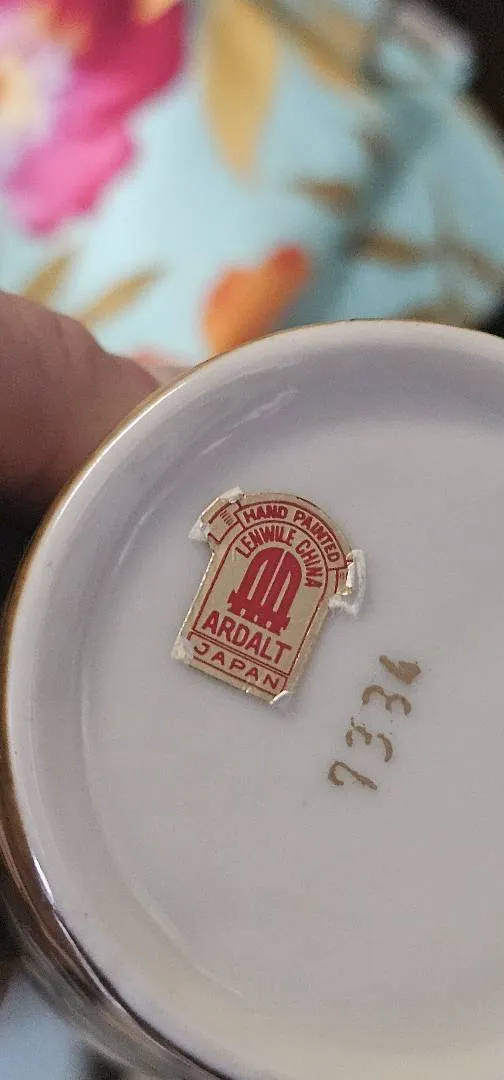 HAND PAINTED
LENWILE CHINA
ARDALT
JAPAN
7336